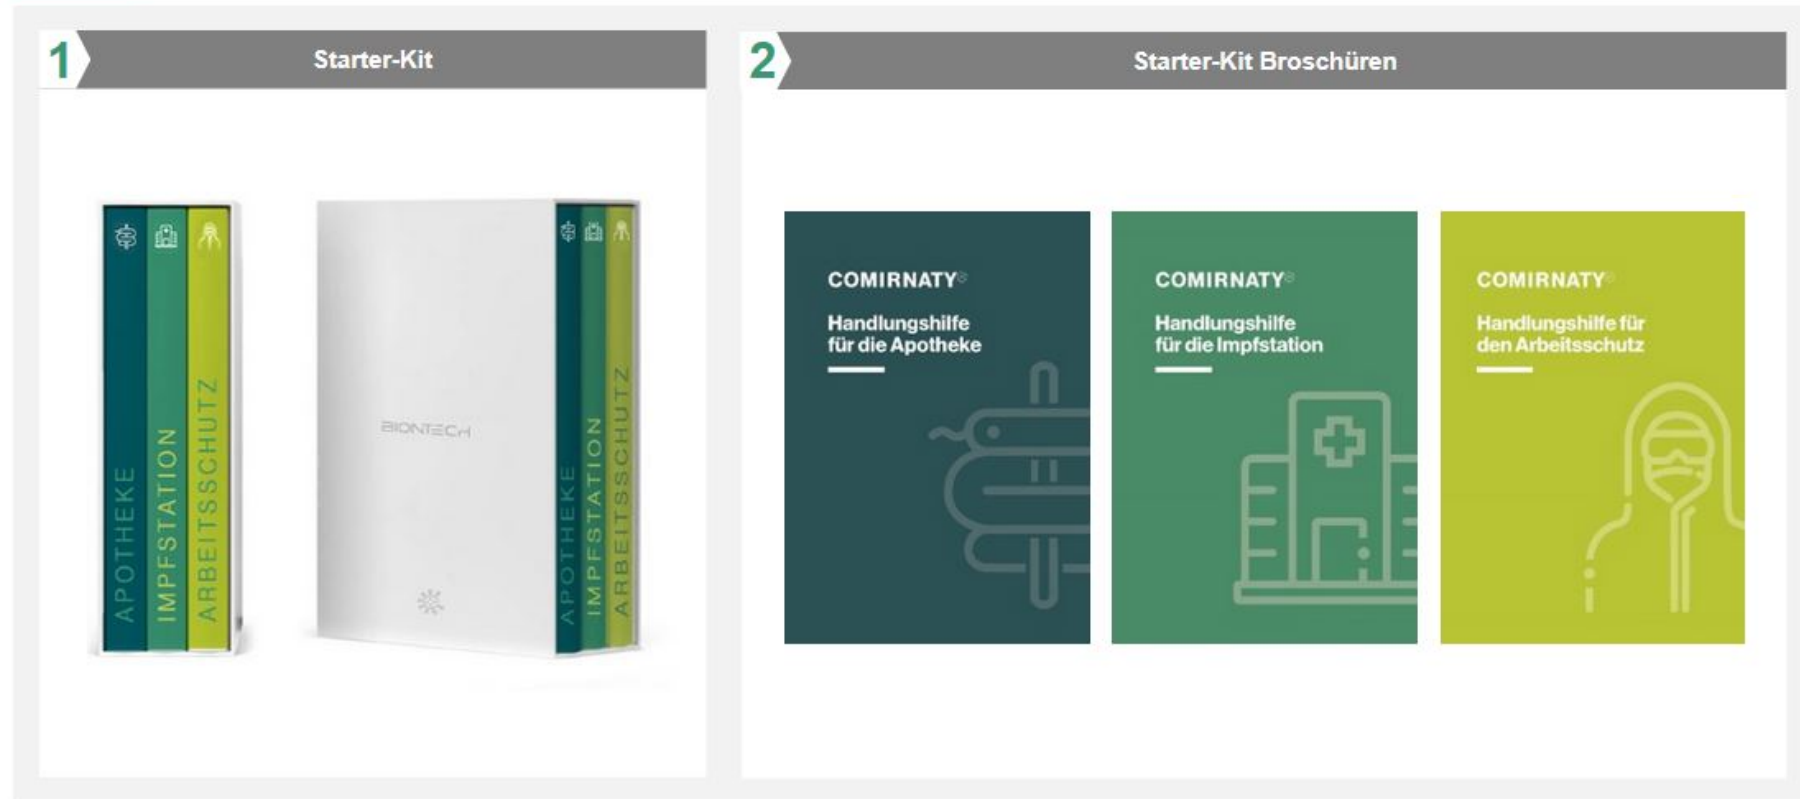 1
Starter-Kit
APOTHEKE
IMPFSTATION
ARBEITSSCHUTZ
BIONTECH
APOTHEKE
IMPFSTATION
ARBEITSSCHUTZ
2
Starter-Kit Broschüren
COMIRNATY®
Handlungshilfe
für die Apotheke
COMIRNATY®
Handlungshilfe
für die Impfstation
COMIRNATY®
Handlungshilfe für
den Arbeitsschutz